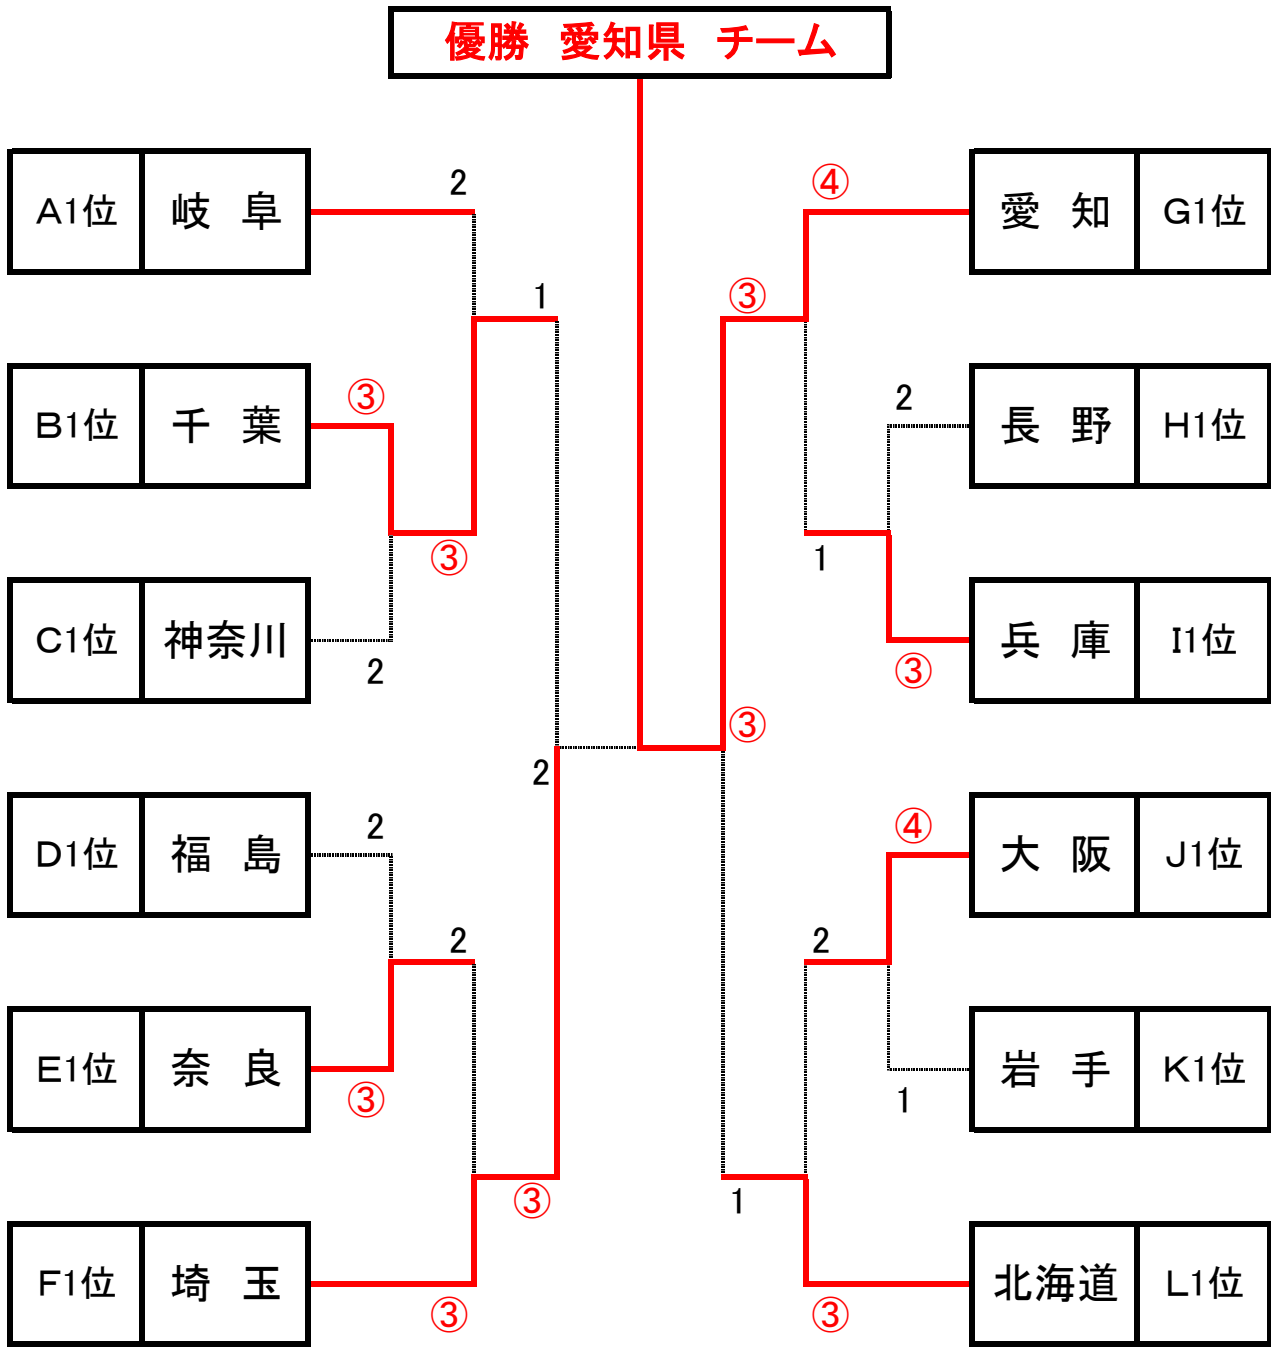 優勝　愛知県　チーム
A1位 岐　阜 2
④ 愛　知 G1位
1
③
B1位 千　葉 ③
2 長　野 H1位
③
1
C1位 神奈川 2
③ 兵　庫 I1位
③
2
D1位 福　島 2
④ 大　阪 J1位
2
2
E1位 奈　良 ③
1 岩　手 K1位
③
1
F1位 埼　玉 ③
③ 北海道 L1位